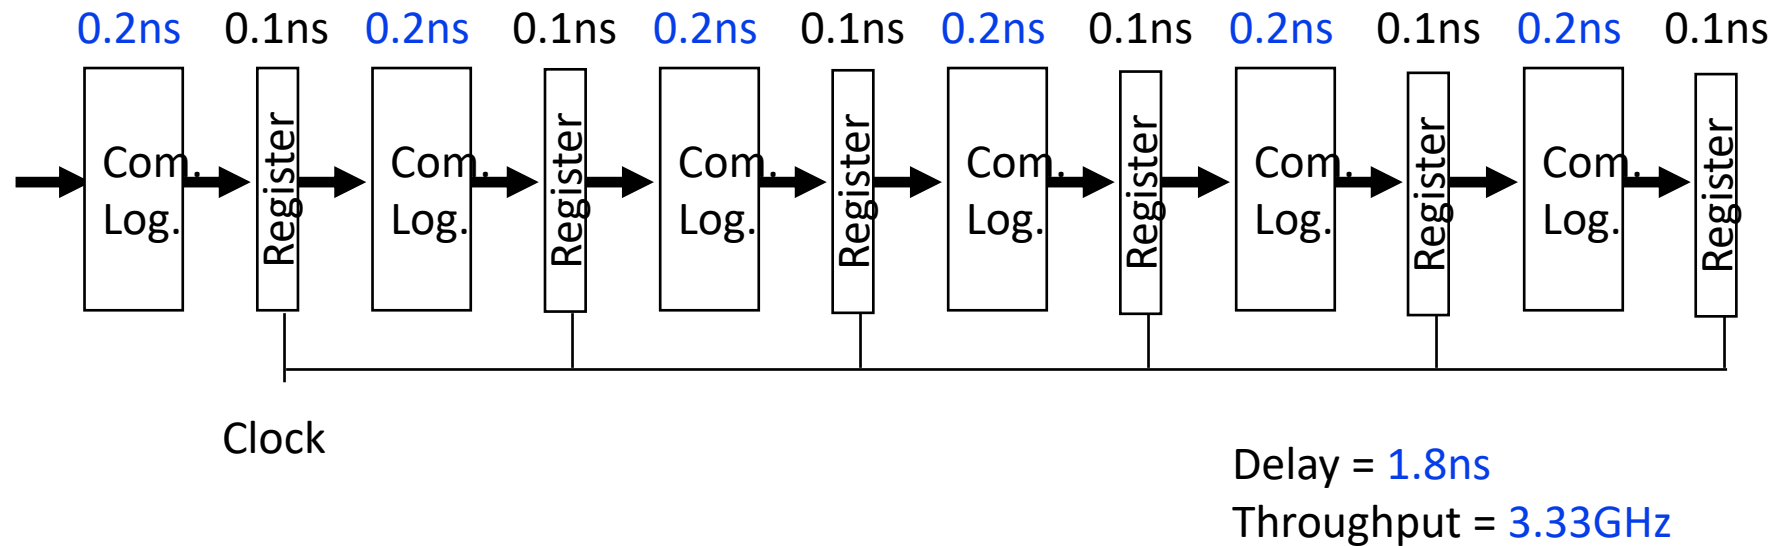 0.2ns 0.1ns 0.2ns 0.1ns 0.2ns 0.1ns 0.2ns 0.1ns 0.2ns 0.1ns 0.2ns 0.1ns
Com. Log.
Register
Com. Log.
Register
Com. Log.
Register
Com. Log.
Register
Com. Log.
Register
Com. Log.
Register
Clock
Delay = 1.8ns
Throughput = 3.33GHz